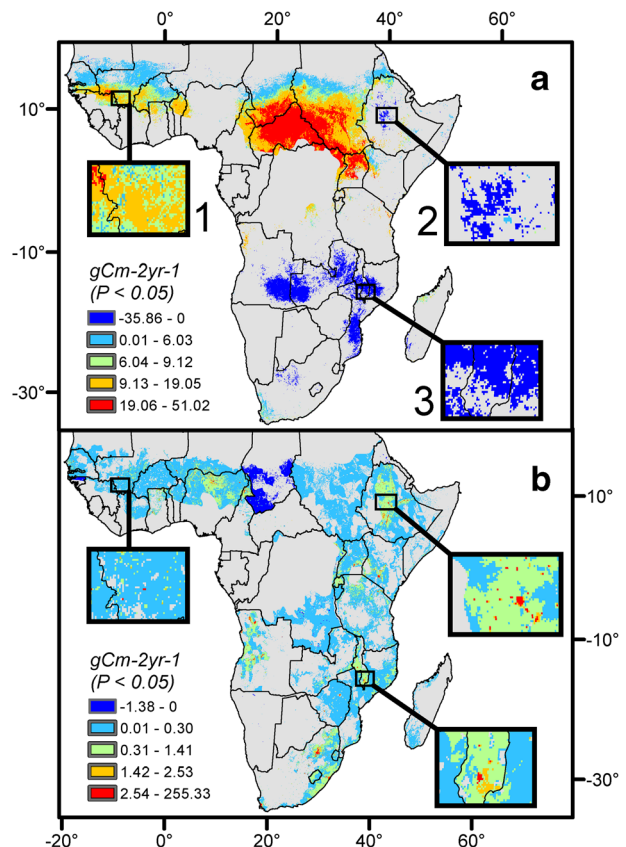 0° 20° 40° 60°
a
10°
1
2
-10°
gCm-2yr-1
(P < 0.05)
-35.86 - 0
0.01 - 6.03
6.04 - 9.12
9.13 - 19.05
19.06 - 51.02
3
-30°
b
10°
-10°
gCm-2yr-1
(P < 0.05)
-1.38 - 0
0.01 - 0.30
0.31 - 1.41
1.42 - 2.53
2.54 - 255.33
-30°
-20° 0° 20° 40° 60°